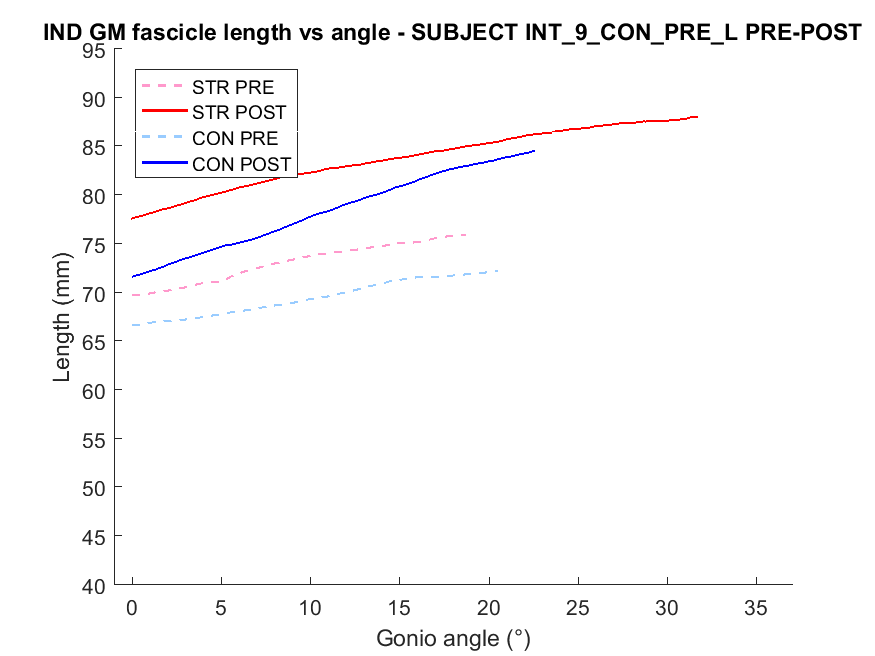 IND GM fascicle length vs angle - SUBJECT INT_9_CON_PRE_L PRE-POST
STR PRE
STR POST
CON PRE
CON POST
Length (mm)
95
90
85
80
75
70
65
60
55
50
45
40
0 5 10 15 20 25 30 35
Gonio angle (°)